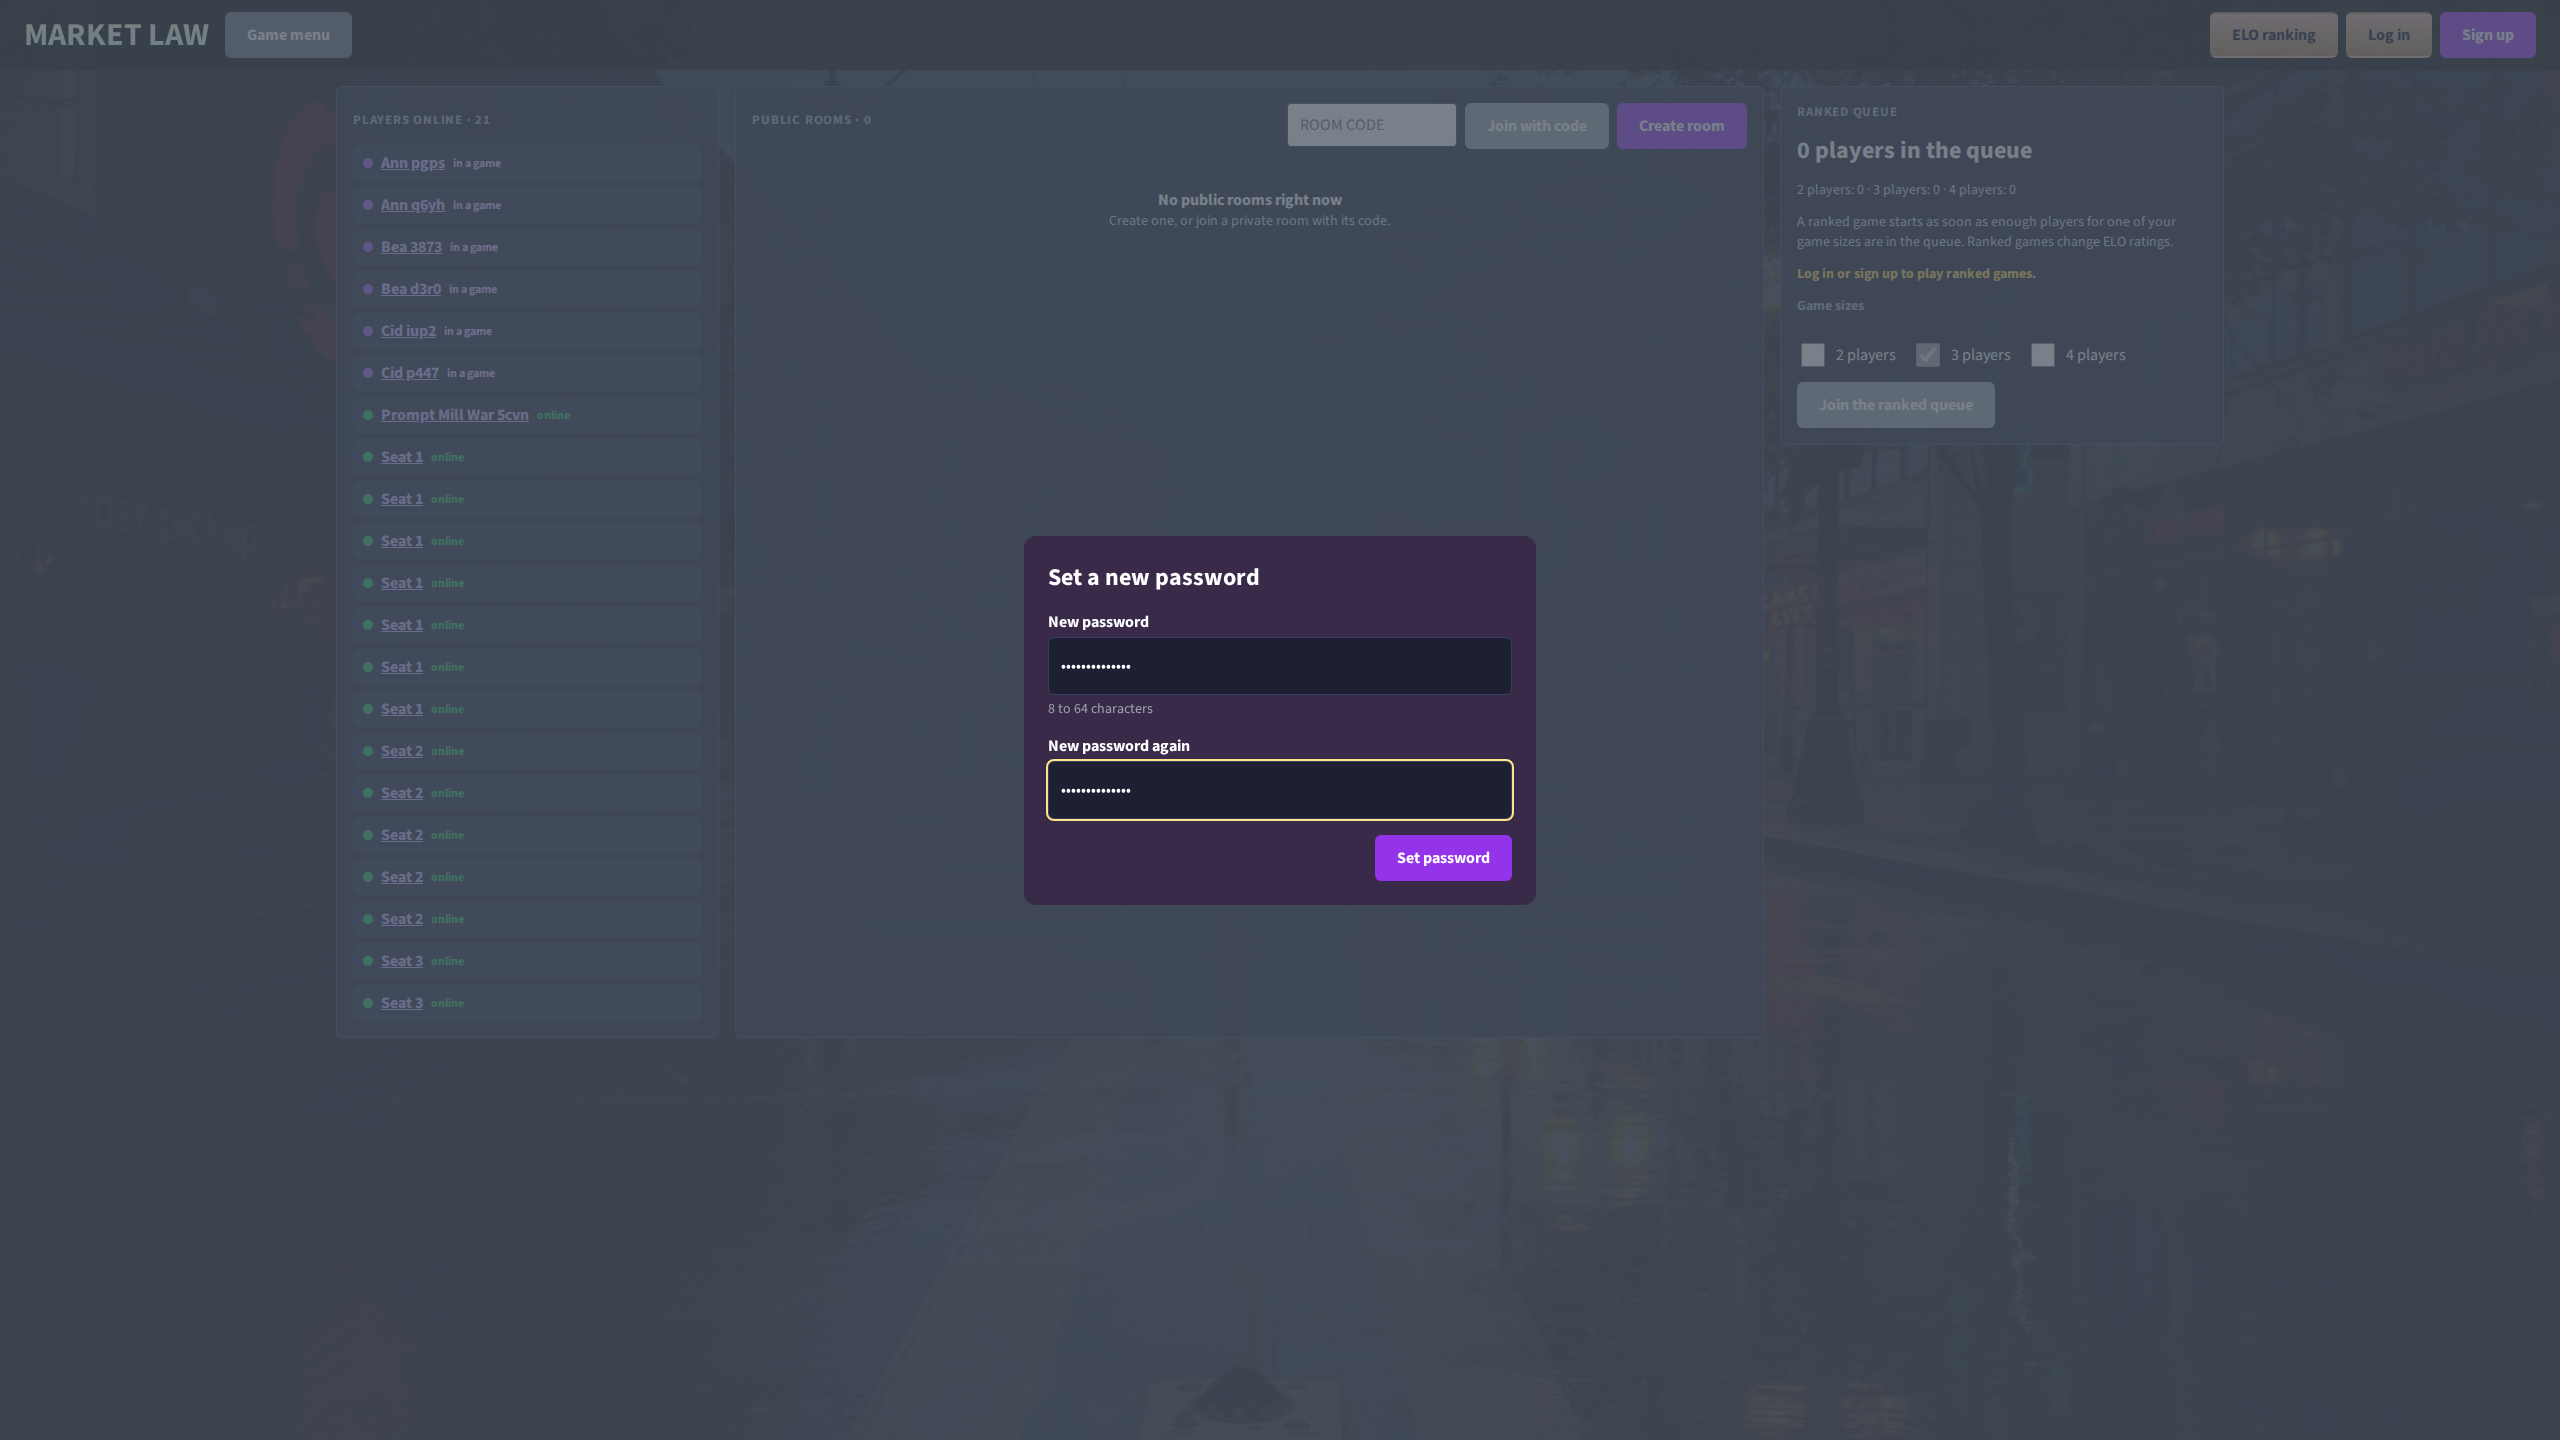 MARKET LAW
Game menu
ELO ranking
Log in
Sign up
PLAYERS ONLINE · 21
Ann pgps in a game
Ann q6yh in a game
Bea 3873 in a game
Bea d3r0 in a game
Cid iup2 in a game
Cid p447 in a game
Prompt Mill War 5cvn online
Seat 1 online
Seat 1 online
Seat 1 online
Seat 1 online
Seat 1 online
Seat 1 online
Seat 1 online
Seat 2 online
Seat 2 online
Seat 2 online
Seat 2 online
Seat 2 online
Seat 3 online
Seat 3 online
PUBLIC ROOMS · 0
ROOM CODE
Join with code
Create room
No public rooms right now
Create one, or join a private room with its code.
RANKED QUEUE
0 players in the queue
2 players: 0 · 3 players: 0 · 4 players: 0
A ranked game starts as soon as enough players for one of your
game sizes are in the queue. Ranked games change ELO ratings.
Log in or sign up to play ranked games.
Game sizes
2 players
3 players
4 players
Join the ranked queue
Set a new password
New password
••••••••••••••
8 to 64 characters
New password again
••••••••••••••
Set password
order pickup